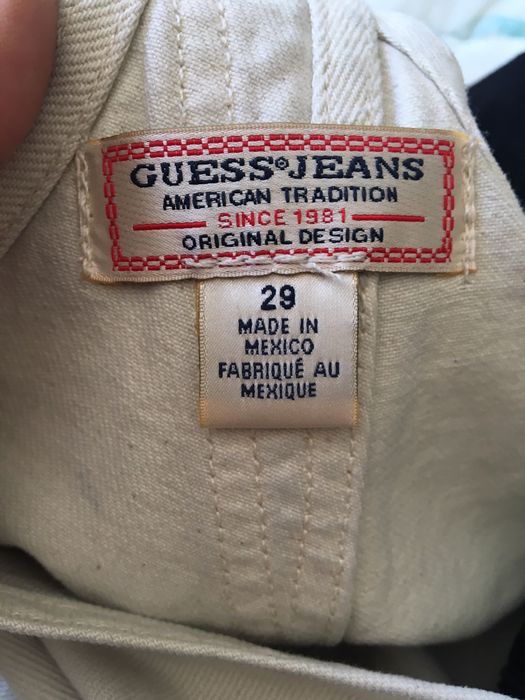 GUESS® JEANS
AMERICAN TRADITION
SINCE 1981
ORIGINAL DESIGN
29
MADE IN
MEXICO
FABRIQUÉ AU
MEXIQUE